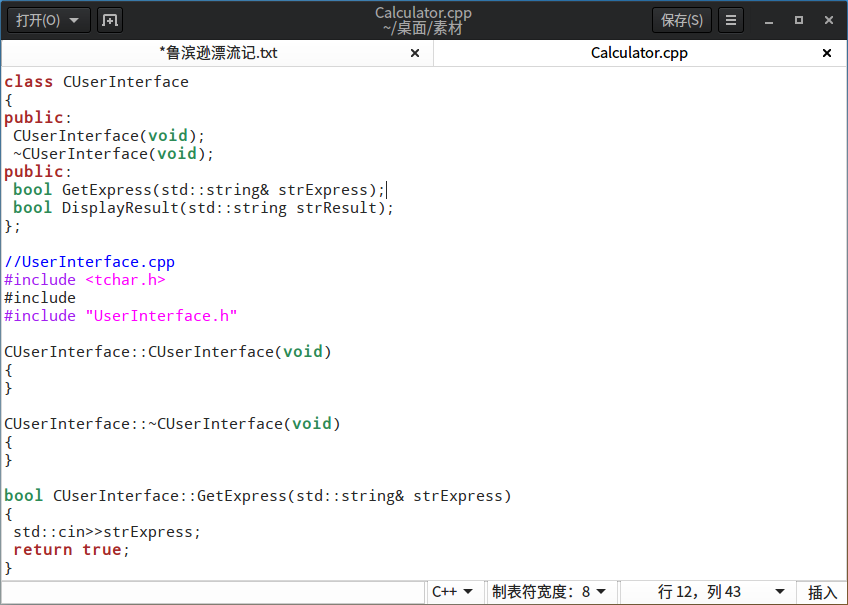 打开(O)
Calculator.cpp
~/桌面/素材
保存(S)
*鲁滨逊漂流记.txt
Calculator.cpp
class CUserInterface
{
public:
 CUserInterface(void);
 ~CUserInterface(void);
public:
 bool GetExpress(std::string& strExpress);
 bool DisplayResult(std::string strResult);
};

//UserInterface.cpp
#include <tchar.h>
#include
#include "UserInterface.h"

CUserInterface::CUserInterface(void)
{
}

CUserInterface::~CUserInterface(void)
{
}

bool CUserInterface::GetExpress(std::string& strExpress)
{
 std::cin>>strExpress;
 return true;
}
C++
制表符宽度：8
行 12，列 43
插入